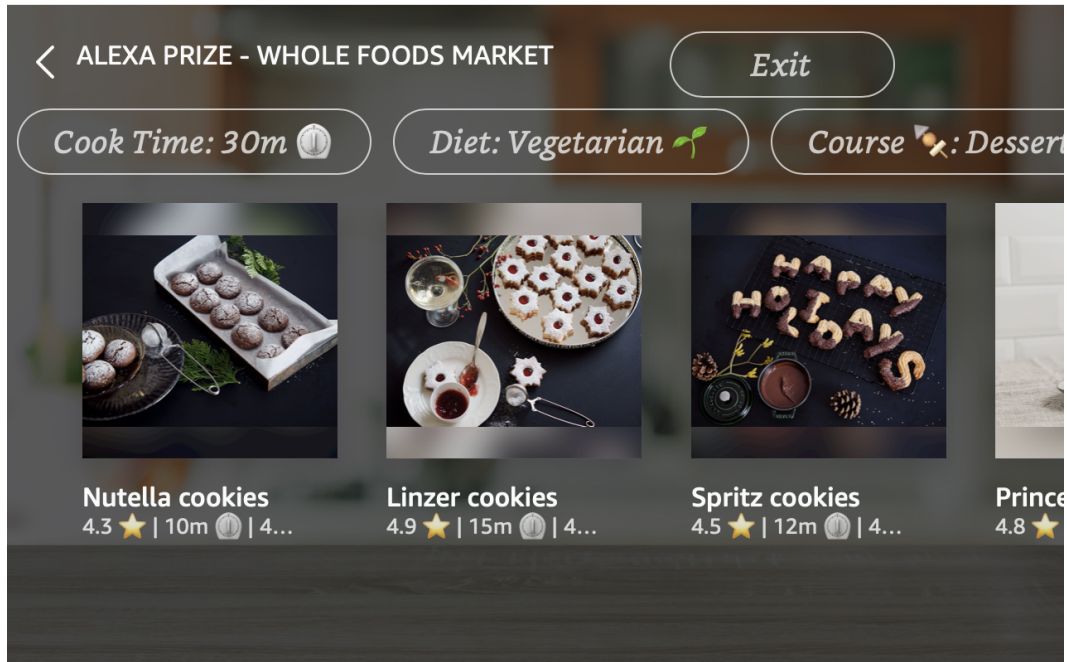 ALEXA PRIZE - WHOLE FOODS MARKET
Exit
Cook Time: 30m
Diet: Vegetarian
Course : Dessert
HAPPY
HOLIDAY
S
Nutella cookies
4.3 ⭐ | 10m | 4...
Linzer cookies
4.9 ⭐ | 15m | 4...
Spritz cookies
4.5 ⭐ | 12m | 4...
Prince
4.8 ⭐